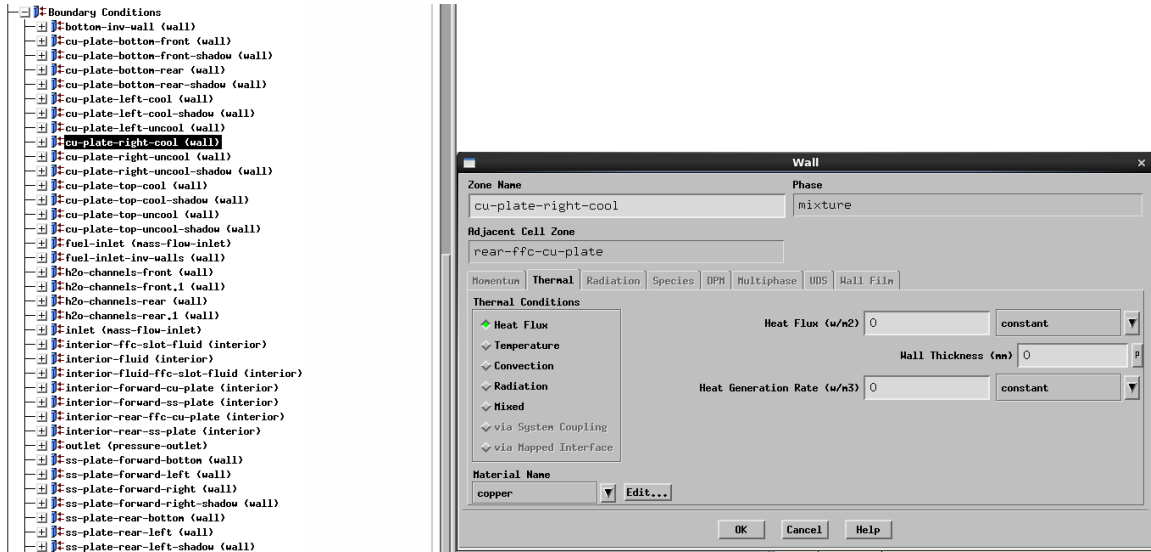 Boundary Conditions
bottom-inv-wall (wall)
cu-plate-bottom-front (wall)
cu-plate-bottom-front-shadow (wall)
cu-plate-bottom-rear (wall)
cu-plate-bottom-rear-shadow (wall)
cu-plate-left-cool (wall)
cu-plate-left-cool-shadow (wall)
cu-plate-left-uncool (wall)
cu-plate-right-cool (wall)
cu-plate-right-uncool (wall)
cu-plate-right-uncool-shadow (wall)
cu-plate-top-cool (wall)
cu-plate-top-cool-shadow (wall)
cu-plate-top-uncool (wall)
cu-plate-top-uncool-shadow (wall)
fuel-inlet (mass-flow-inlet)
fuel-inlet-inv-walls (wall)
h2o-channels-front (wall)
h2o-channels-front.1 (wall)
h2o-channels-rear (wall)
h2o-channels-rear.1 (wall)
inlet (mass-flow-inlet)
interior-ffc-slot-fluid (interior)
interior-fluid (interior)
interior-fluid-ffc-slot-fluid (interior)
interior-forward-cu-plate (interior)
interior-forward-ss-plate (interior)
interior-rear-ffc-cu-plate (interior)
interior-rear-ss-plate (interior)
outlet (pressure-outlet)
ss-plate-forward-bottom (wall)
ss-plate-forward-left (wall)
ss-plate-forward-right (wall)
ss-plate-forward-right-shadow (wall)
ss-plate-rear-bottom (wall)
ss-plate-rear-left (wall)
ss-plate-rear-left-shadow (wall)
Wall
Zone Name Phase
cu-plate-right-cool mixture
Adjacent Cell Zone
rear-ffc-cu-plate
Momentum Thermal Radiation Species DPM Multiphase UDS Wall Film
Thermal Conditions
Heat Flux Heat Flux (w/m2) 0 constant
Temperature Wall Thickness (mm) 0 P
Convection
Radiation Heat Generation Rate (w/m3) 0 constant
Mixed
via System Coupling
via Mapped Interface
Material Name
copper Edit...
OK Cancel Help